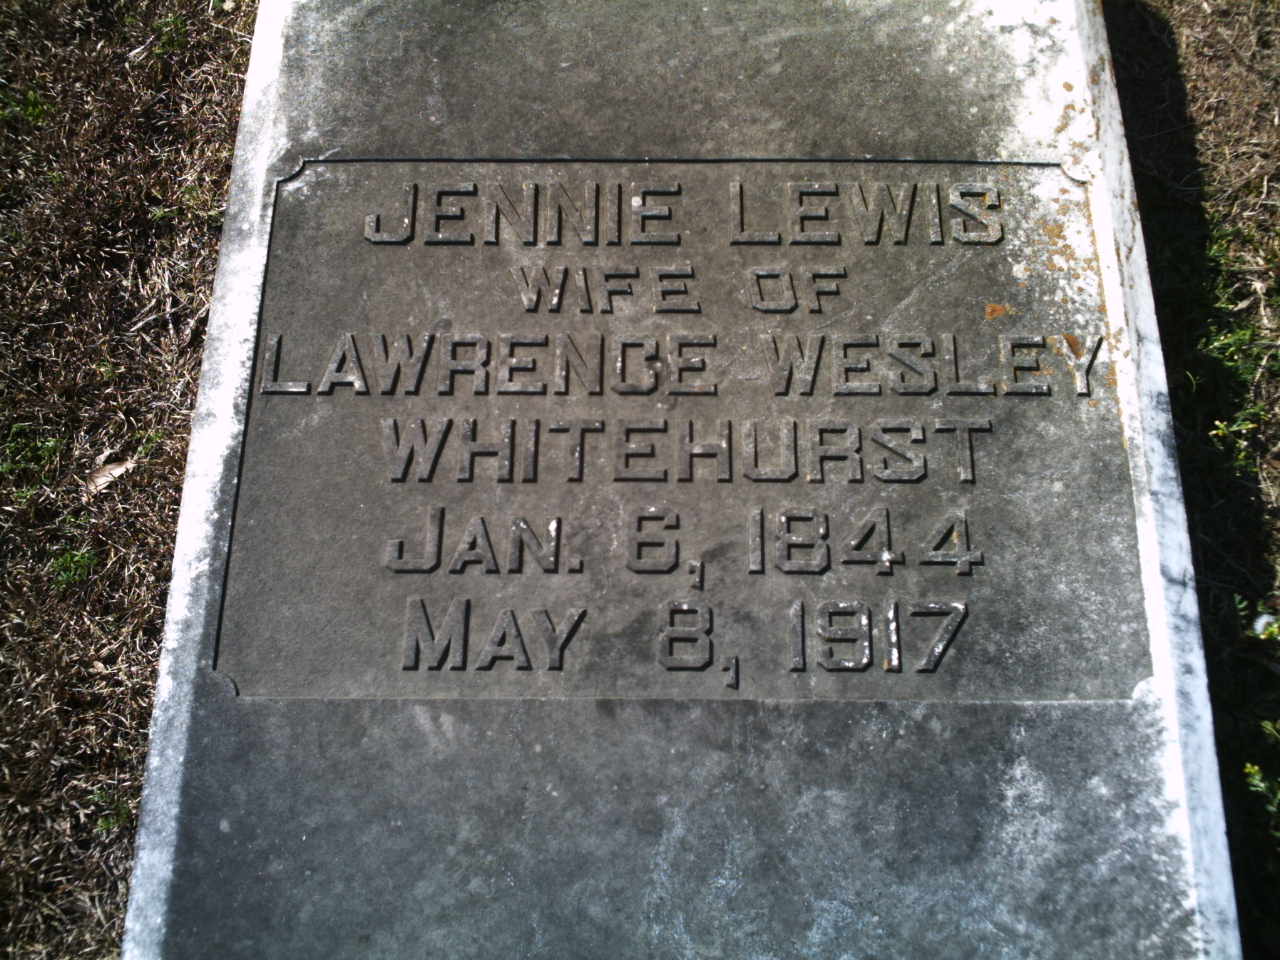 JENNIE LEWIS
WIFE OF
LAWRENCE WESLEY
WHITEHURST
JAN. 6, 1844
MAY 8, 1917